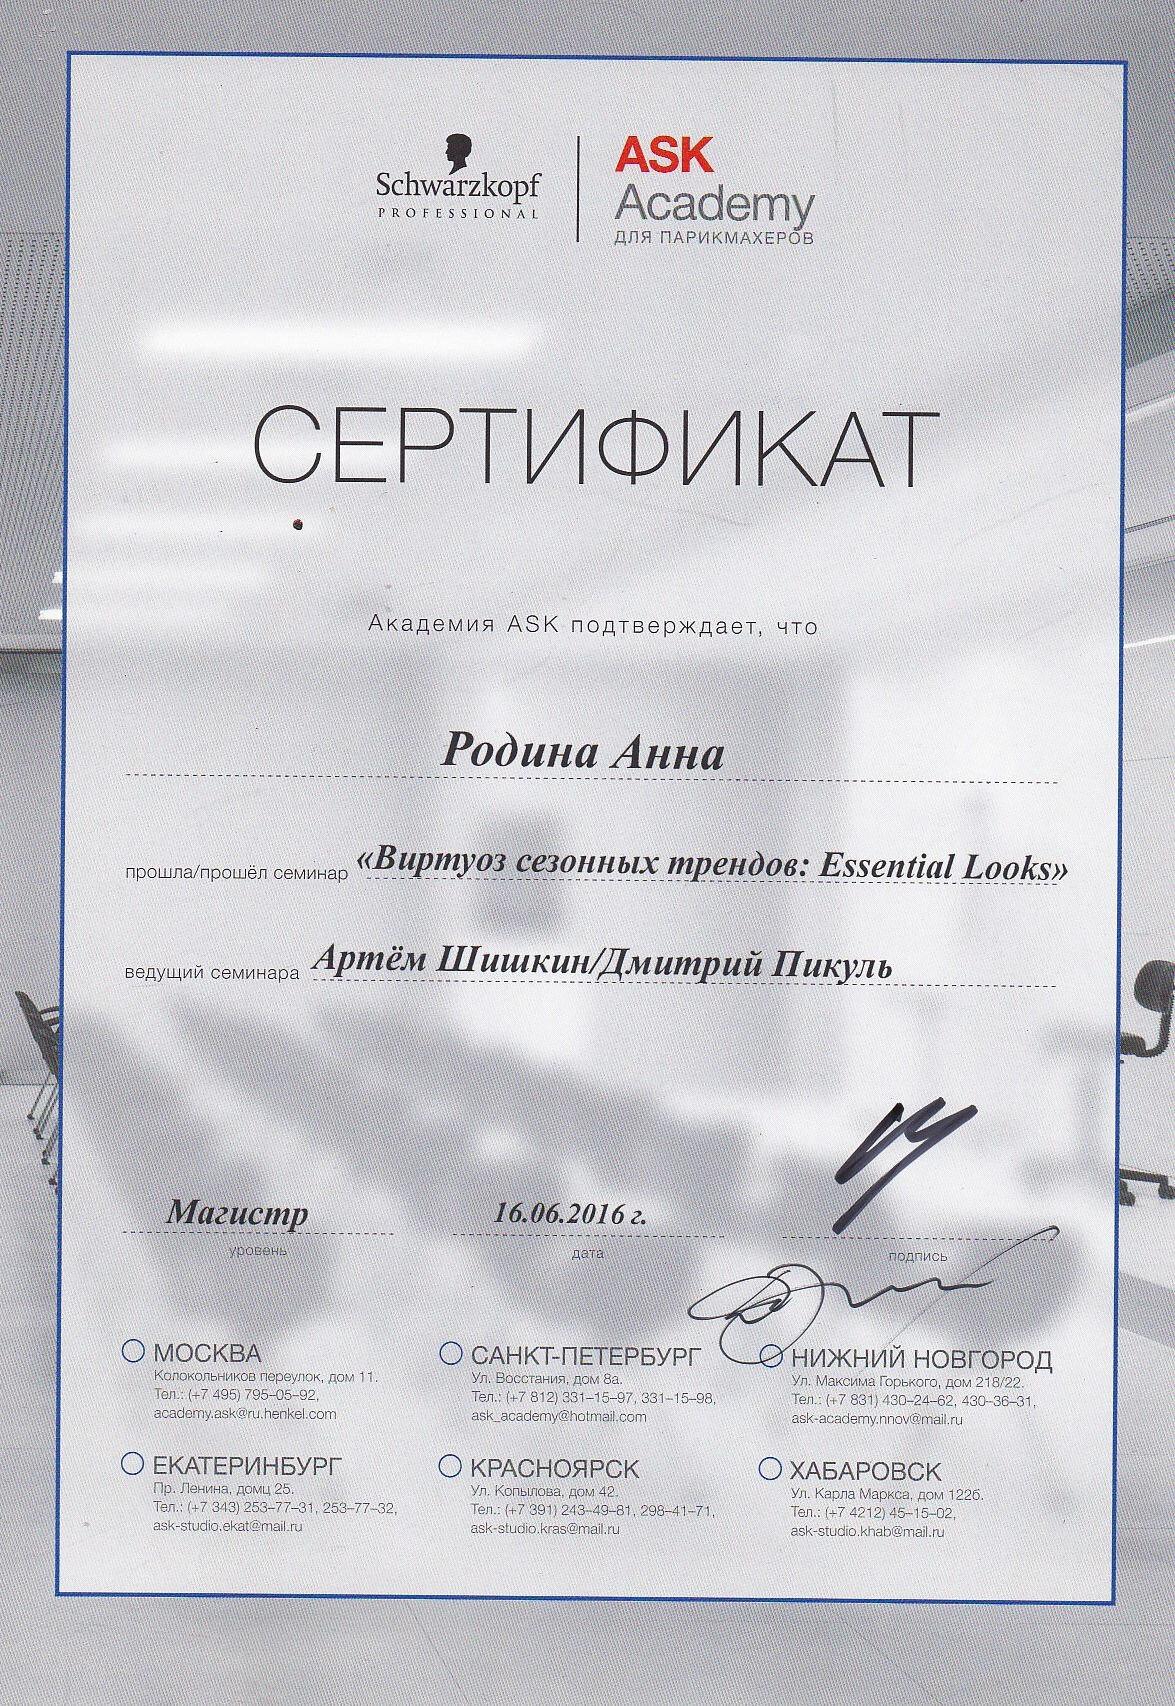 Schwarzkopf
PROFESSIONAL
ASK
Academy
ДЛЯ ПАРИКМАХЕРОВ
СЕРТИФИКАТ
Академия ASK подтверждает, что
Родина Анна
прошла/прошёл семинар «Виртуоз сезонных трендов: Essential Looks»
ведущий семинара Артём Шишкин/Дмитрий Пикуль
Магистр
уровень
16.06.2016 г.
дата
подпись
МОСКВА
Колокольников переулок, дом 11.
Тел.: (+7 495) 795–05–92,
academy.ask@ru.henkel.com
САНКТ-ПЕТЕРБУРГ
Ул. Восстания, дом 8а.
Тел.: (+7 812) 331–15–97, 331–15–98,
ask_academy@hotmail.com
НИЖНИЙ НОВГОРОД
Ул. Максима Горького, дом 218/22.
Тел.: (+7 831) 430–24–62, 430–36–31,
ask-academy.nnov@mail.ru
ЕКАТЕРИНБУРГ
Пр. Ленина, домц 25.
Тел.: (+7 343) 253–77–31, 253–77–32,
ask-studio.ekat@mail.ru
КРАСНОЯРСК
Ул. Копылова, дом 42.
Тел.: (+7 391) 243–49–81, 298–41–71,
ask-studio.kras@mail.ru
ХАБАРОВСК
Ул. Карла Маркса, дом 122б.
Тел.: (+7 4212) 45–15–02,
ask-studio.khab@mail.ru